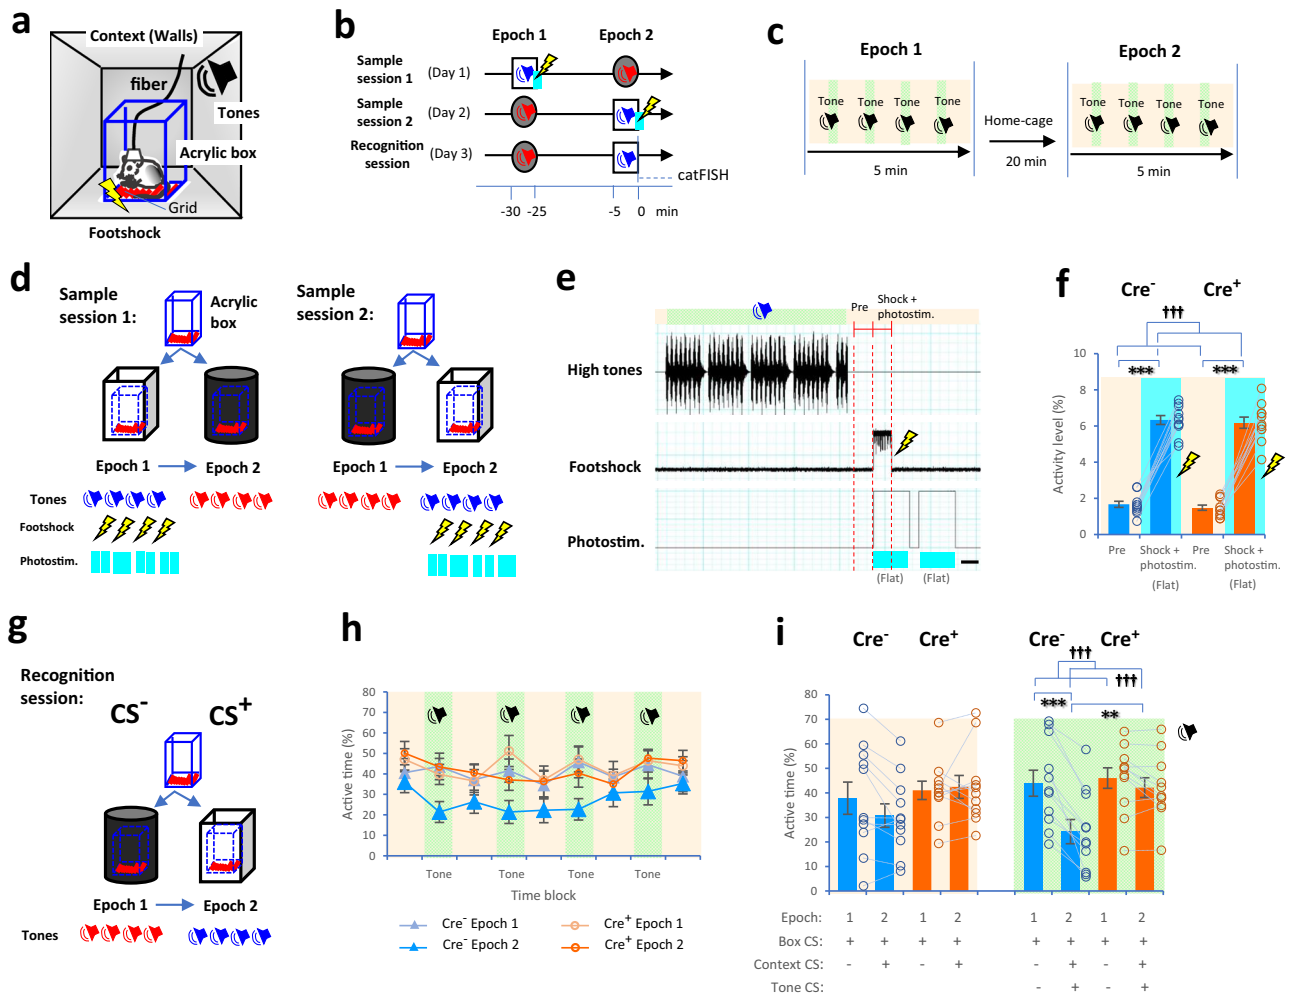 a
Context (Walls)
fiber
Tones
Acrylic box
Grid
Footshock
b
Epoch 1
Epoch 2
Sample session 1
(Day 1)
Sample session 2
(Day 2)
Recognition session
(Day 3)
catFISH
-30
-25
-5
0
min
c
Epoch 1
Epoch 2
Tone
Tone
Tone
Tone
Home-cage
Tone
Tone
Tone
Tone
5 min
20 min
5 min
d
Sample session 1:
Acrylic box
Sample session 2:
Epoch 1
Epoch 2
Epoch 1
Epoch 2
Tones
Footshock
Photostim.
e
Pre
Shock + photostim.
High tones
Footshock
Photostim.
(Flat)
(Flat)
f
Cre-
Cre+
†††
***
***
Activity level (%)
10
8
6
4
2
0
Pre
Shock + photostim. (Flat)
Pre
Shock + photostim. (Flat)
g
Recognition session:
CS-
CS+
Epoch 1
Epoch 2
Tones
h
Active time (%)
80
70
60
50
40
30
20
10
0
Tone
Tone
Tone
Tone
Time block
Cre- Epoch 1
Cre+ Epoch 1
Cre- Epoch 2
Cre+ Epoch 2
i
Cre-
Cre+
Cre-
Cre+
†††
†††
***
**
Active time (%)
80
70
60
50
40
30
20
10
0
Epoch: 1 2 1 2 1 2 1 2
Box CS: + + + + + + + +
Context CS: - + - + - + - +
Tone CS: - + - +